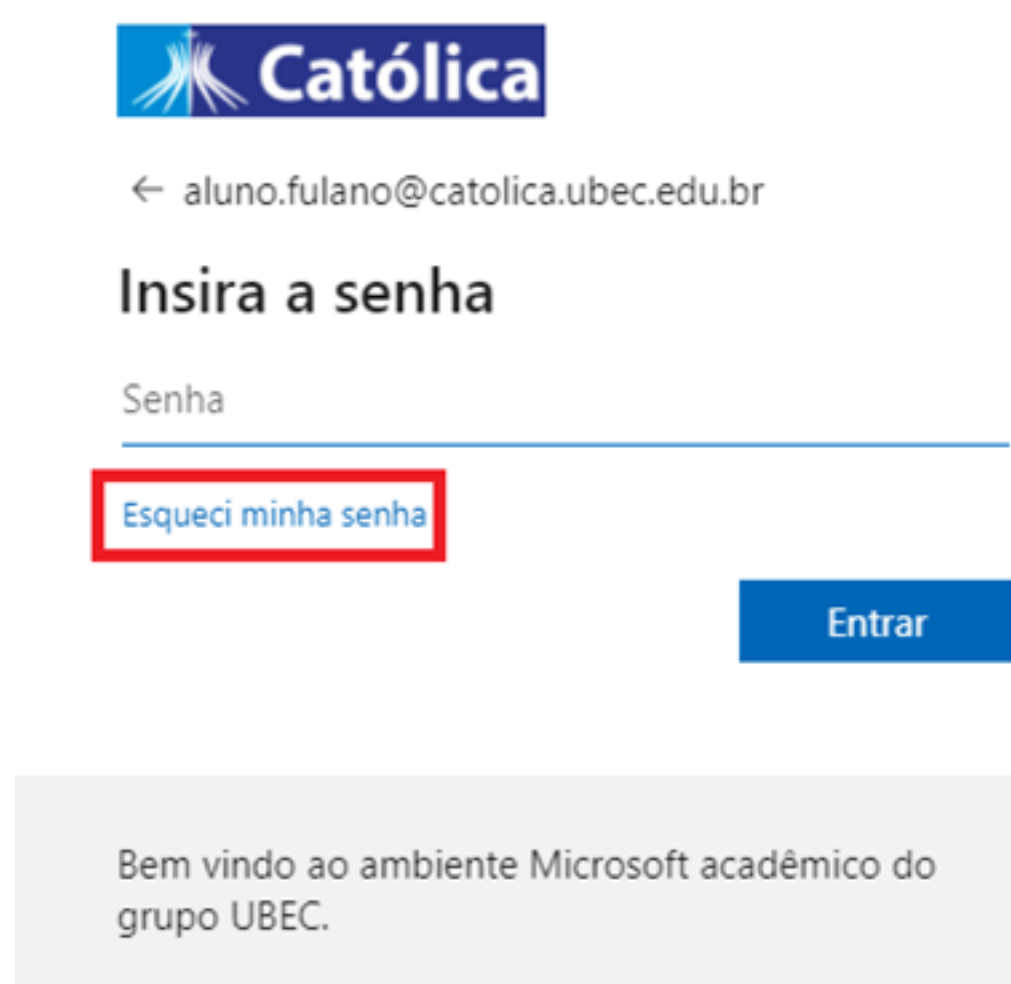 Católica
← aluno.fulano@catolica.ubec.edu.br
Insira a senha
Senha
Esqueci minha senha
Entrar
Bem vindo ao ambiente Microsoft acadêmico do
grupo UBEC.